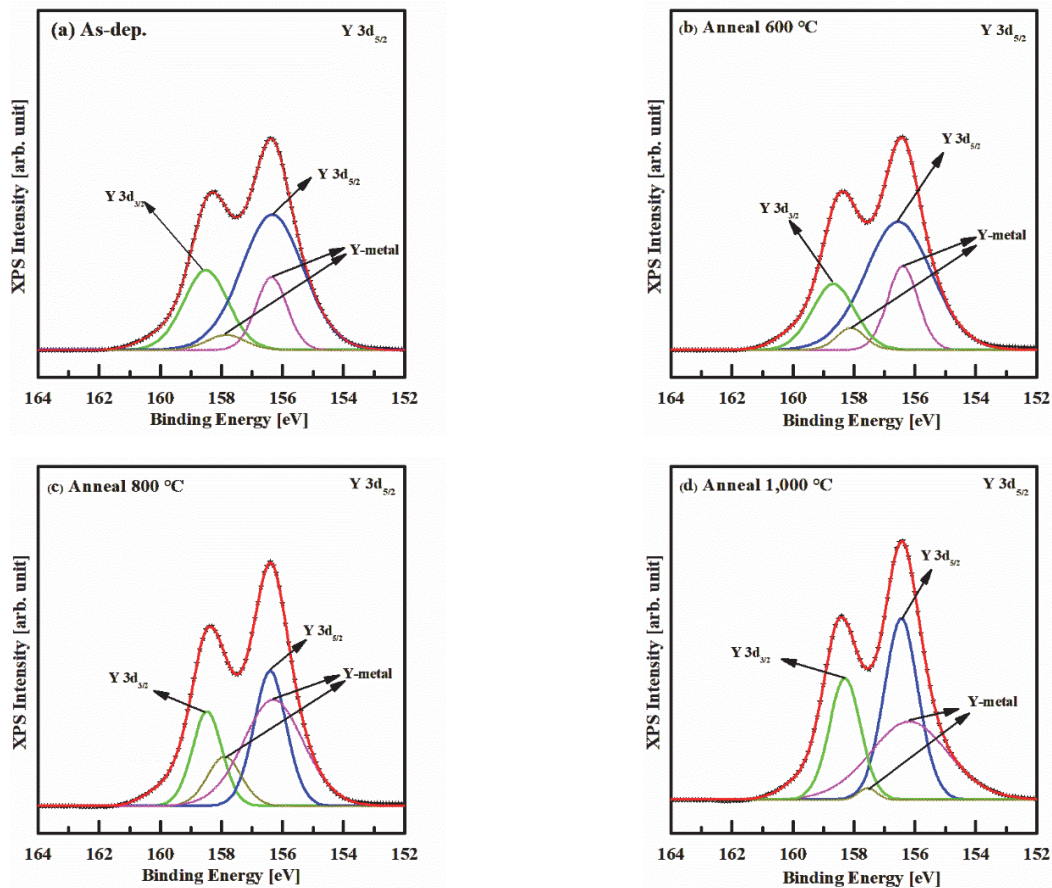 (a) As-dep.
Y 3d5/2
XPS Intensity [arb. unit]
Y 3d3/2
Y 3d5/2
Y-metal
164 162 160 158 156 154 152
Binding Energy [eV]
(b) Anneal 600 °C
Y 3d5/2
XPS Intensity [arb. unit]
Y 3d3/2
Y 3d5/2
Y-metal
164 162 160 158 156 154 152
Binding Energy [eV]
(c) Anneal 800 °C
Y 3d5/2
XPS Intensity [arb. unit]
Y 3d3/2
Y 3d5/2
Y-metal
164 162 160 158 156 154 152
Binding Energy [eV]
(d) Anneal 1,000 °C
Y 3d5/2
XPS Intensity [arb. unit]
Y 3d3/2
Y 3d5/2
Y-metal
164 162 160 158 156 154 152
Binding Energy [eV]